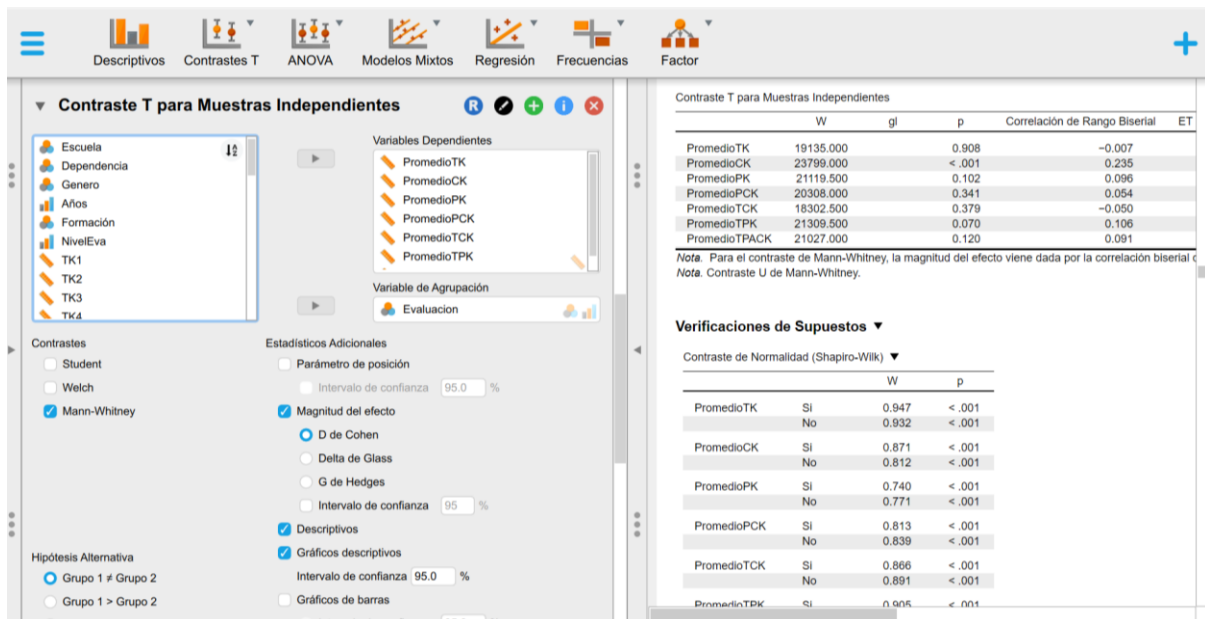 Descriptivos Contrastes T ANOVA Modelos Mixtos Regresión Frecuencias Factor
Contraste T para Muestras Independientes
R
i
Escuela
Dependencia
Genero
Años
Formación
NivelEva
TK1
TK2
TK3
TK4
Variables Dependientes
PromedioTK
PromedioCK
PromedioPK
PromedioPCK
PromedioTCK
PromedioTPK
Variable de Agrupación
Evaluacion
Contrastes
Student
Welch
Mann-Whitney
Hipótesis Alternativa
Grupo 1 ≠ Grupo 2
Grupo 1 > Grupo 2
Estadísticos Adicionales
Parámetro de posición
Intervalo de confianza 95.0 %
Magnitud del efecto
D de Cohen
Delta de Glass
G de Hedges
Intervalo de confianza 95 %
Descriptivos
Gráficos descriptivos
Intervalo de confianza 95.0 %
Gráficos de barras
Contraste T para Muestras Independientes
W gl p Correlación de Rango Biserial ET
PromedioTK 19135.000 0.908 −0.007
PromedioCK 23799.000 < .001 0.235
PromedioPK 21119.500 0.102 0.096
PromedioPCK 20308.000 0.341 0.054
PromedioTCK 18302.500 0.379 −0.050
PromedioTPK 21309.500 0.070 0.106
PromedioTPACK 21027.000 0.120 0.091
Nota. Para el contraste de Mann-Whitney, la magnitud del efecto viene dada por la correlación biserial
Nota. Contraste U de Mann-Whitney.
Verificaciones de Supuestos
Contraste de Normalidad (Shapiro-Wilk)
W p
PromedioTK Si 0.947 < .001
No 0.932 < .001
PromedioCK Si 0.871 < .001
No 0.812 < .001
PromedioPK Si 0.740 < .001
No 0.771 < .001
PromedioPCK Si 0.813 < .001
No 0.839 < .001
PromedioTCK Si 0.866 < .001
No 0.891 < .001
PromedioTPK Si 0.905 < .001